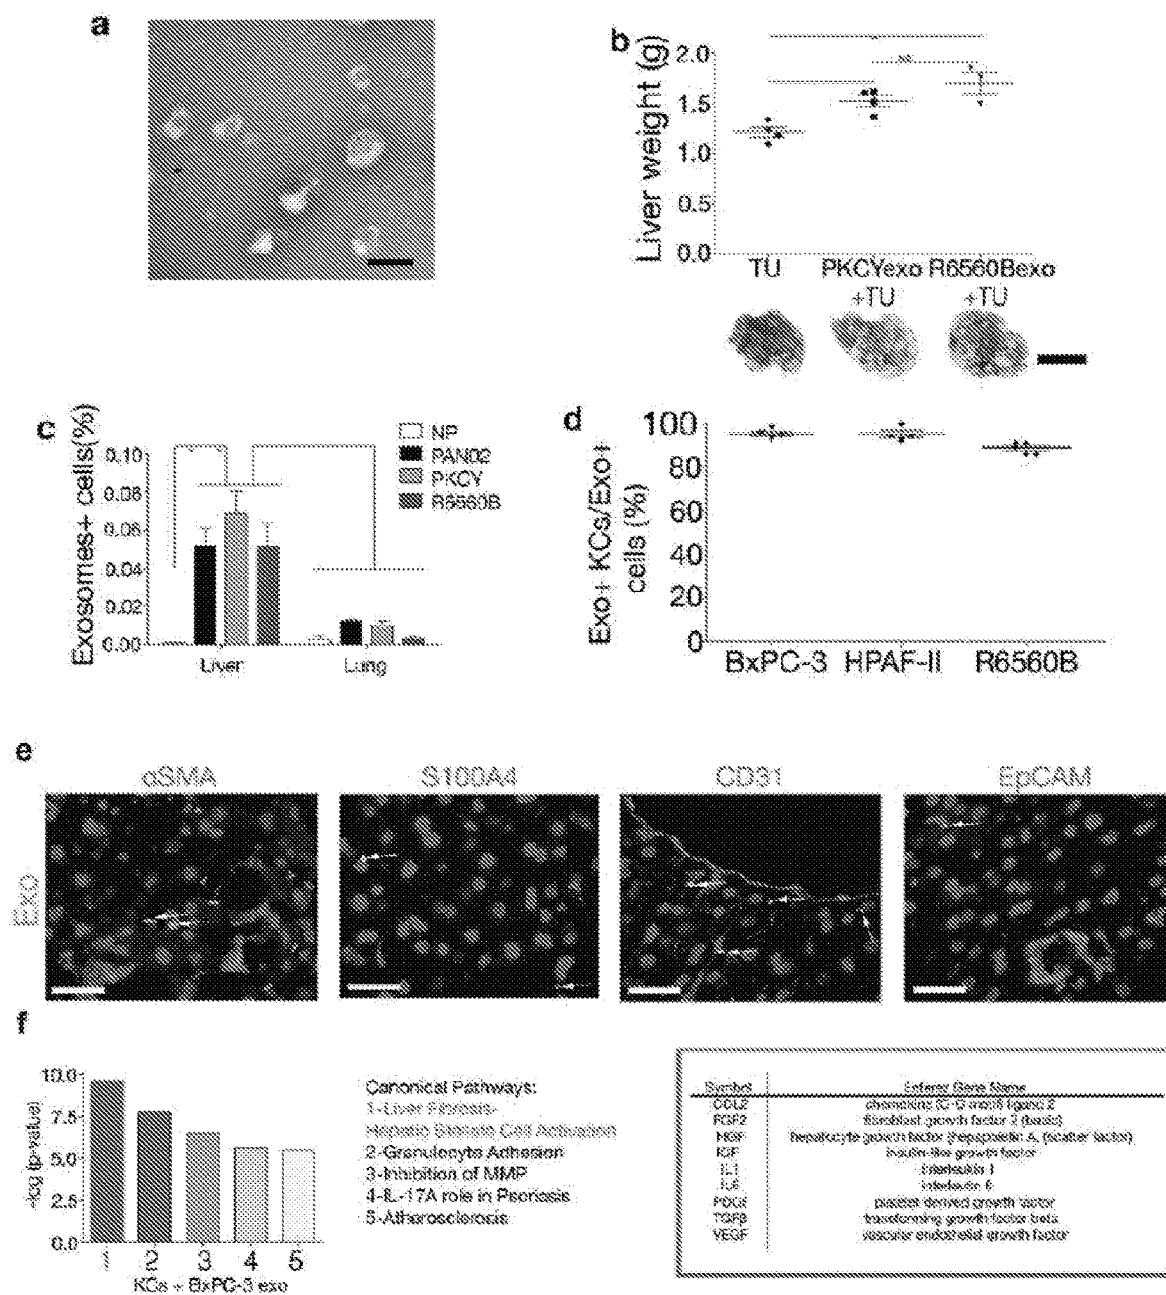 a
b
Liver weight (g)
2.0
1.5
1.0
0.5
0.0
TU PKCYexo R6560Bexo
+TU +TU
c
Exosomes+ cells(%)
0.10
0.08
0.06
0.04
0.02
0.00
Liver Lung
NP
PAN02
PKCY
R6560B
d
Exo+ KCs/Exo+
cells (%)
100
80
60
40
20
0
BxPC-3 HPAF-II R6560B
e
αSMA S100A4 CD31 EpCAM
Exo
f
-log (p-value)
10.0
7.5
5.0
2.5
0.0
1 2 3 4 5
KCs + BxPC-3 exo
Canonical Pathways:
1-Liver Fibrosis-
Hepatic Stellate Cell Activation
2-Granulocyte Adhesion
3-Inhibition of MMP
4-IL-17A role in Psoriasis
5-Atherosclerosis
Symbol Entrez Gene Name
CCL2 chemokine (C-C motif) ligand 2
FGF2 fibroblast growth factor 2 (basic)
HGF hepatocyte growth factor (hepapoietin A, (scatter factor)
IGF insulin-like growth factor
IL1 interleukin 1
IL6 interleukin 6
platelet derived growth factor
TGFβ transforming growth factor beta
VEGF vascular endothelial growth factor